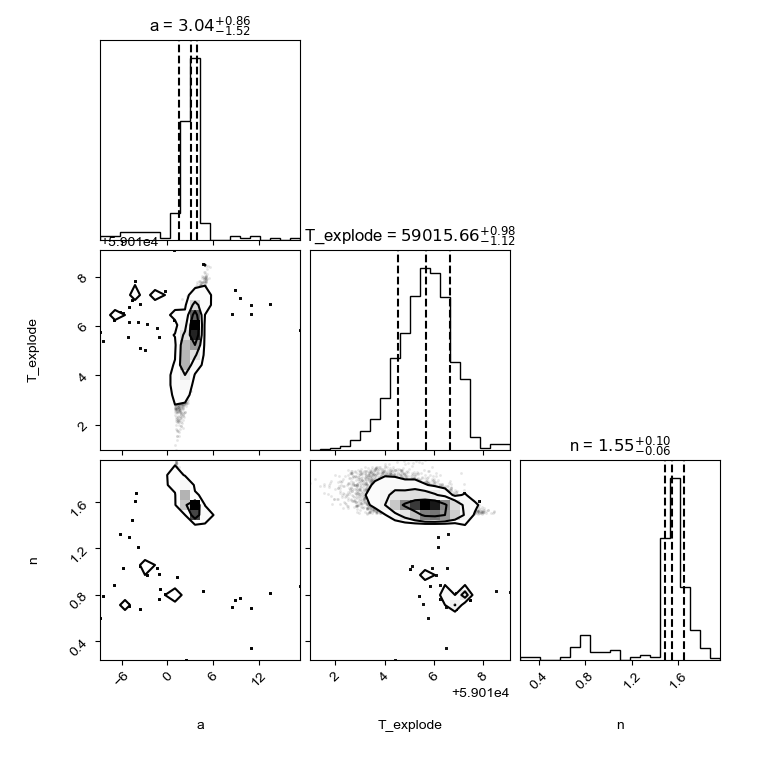 a = 3.04+0.86−1.52
+5.901e4
T_explode = 59015.66+0.98−1.12
8
6
4
2
T_explode
n = 1.55+0.10−0.06
1.6
1.2
0.8
0.4
n
−6 0 6 12
2 4 6 8
0.4 0.8 1.2 1.6
+5.901e4
a T_explode n